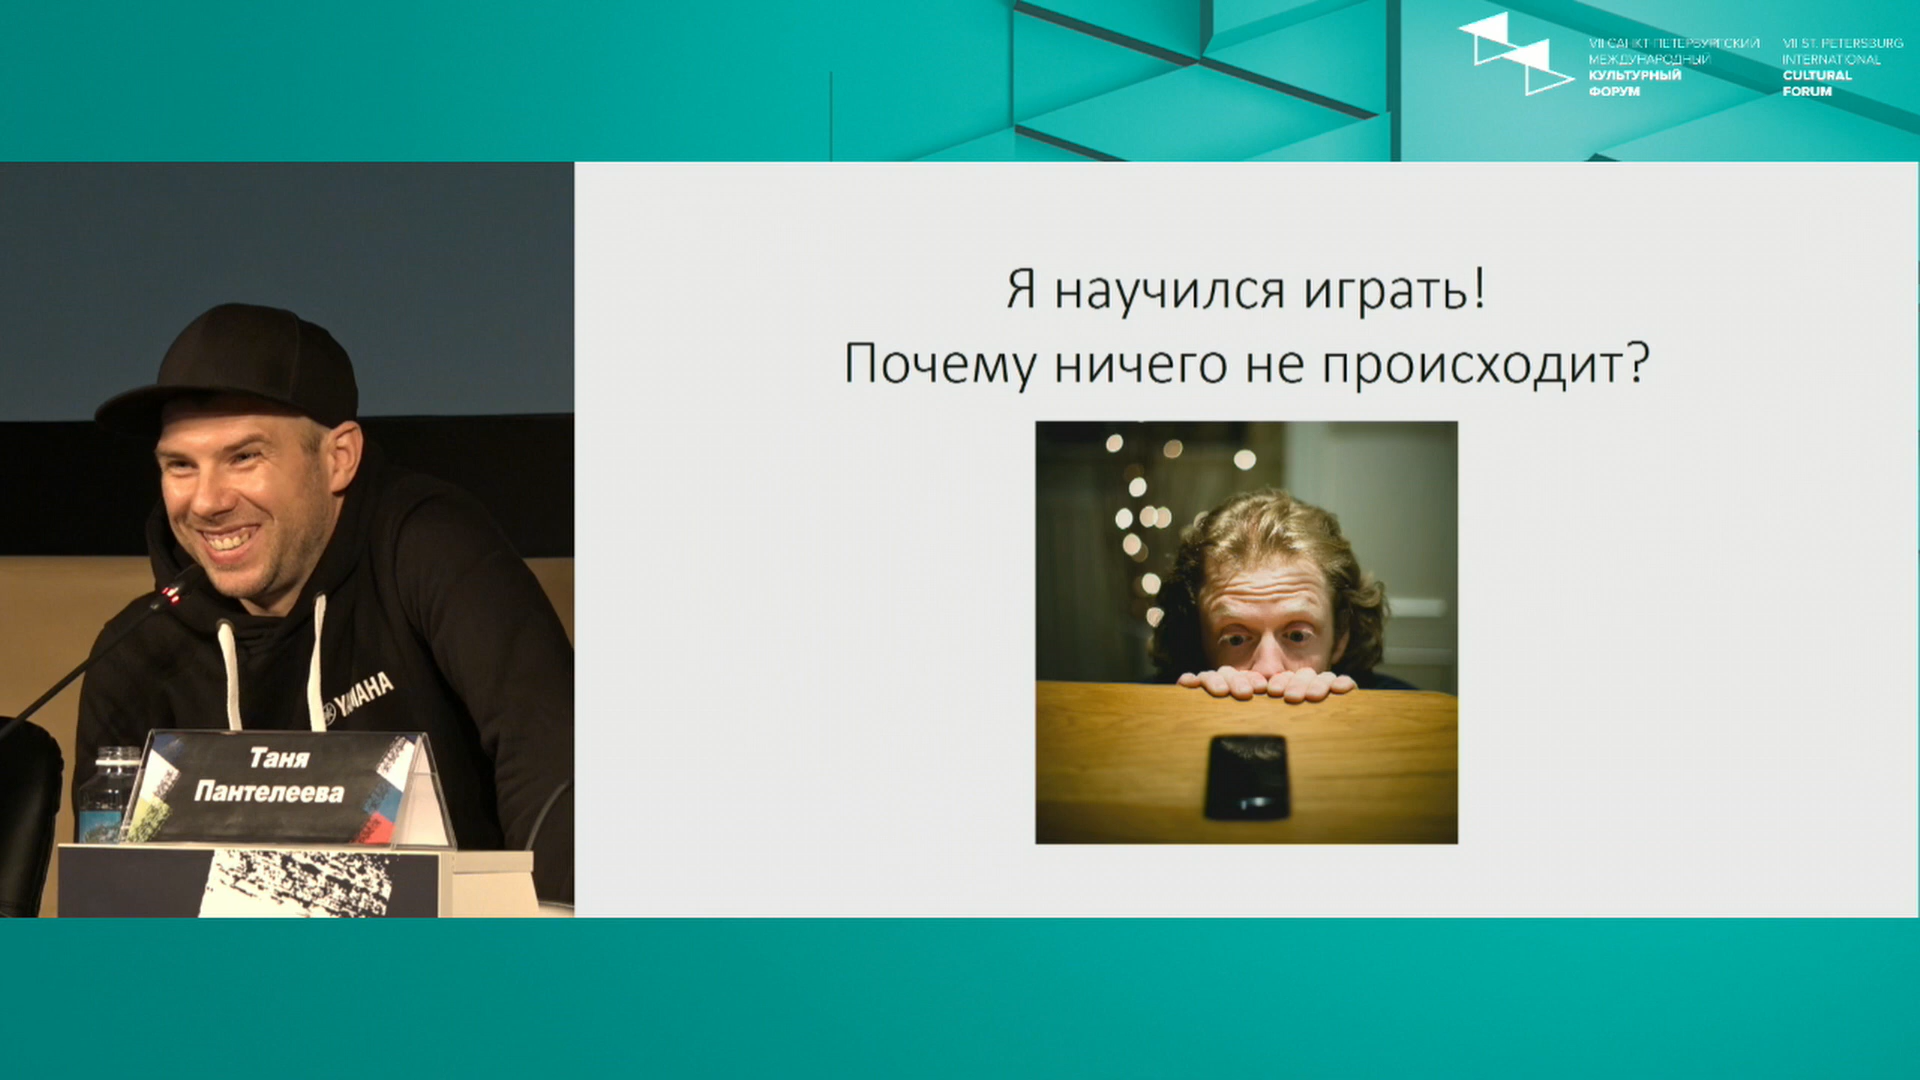 VII САНКТ-ПЕТЕРБУРГСКИЙ
МЕЖДУНАРОДНЫЙ
КУЛЬТУРНЫЙ
ФОРУМ
VII ST. PETERSBURG
INTERNATIONAL
CULTURAL
FORUM
Я научился играть!
Почему ничего не происходит?
YAMAHA
Таня
Пантелеева